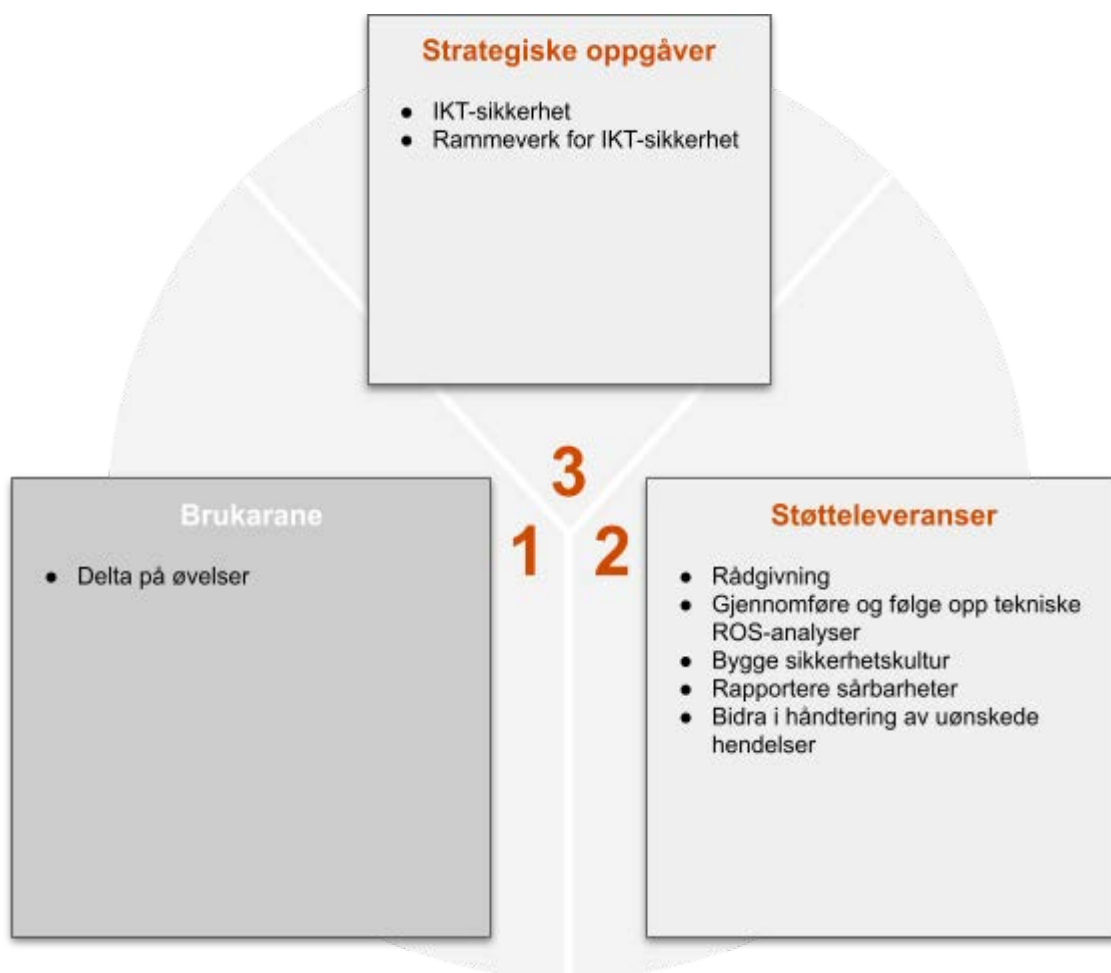 Strategiske oppgåver
● IKT-sikkerhet
● Rammeverk for IKT-sikkerhet
3
1
2
Brukarane
● Delta på øvelser
Støtteleveranser
● Rådgivning
● Gjennomføre og følge opp tekniske
ROS-analyser
● Bygge sikkerhetskultur
● Rapportere sårbarheter
● Bidra i håndtering av uønskede
hendelser